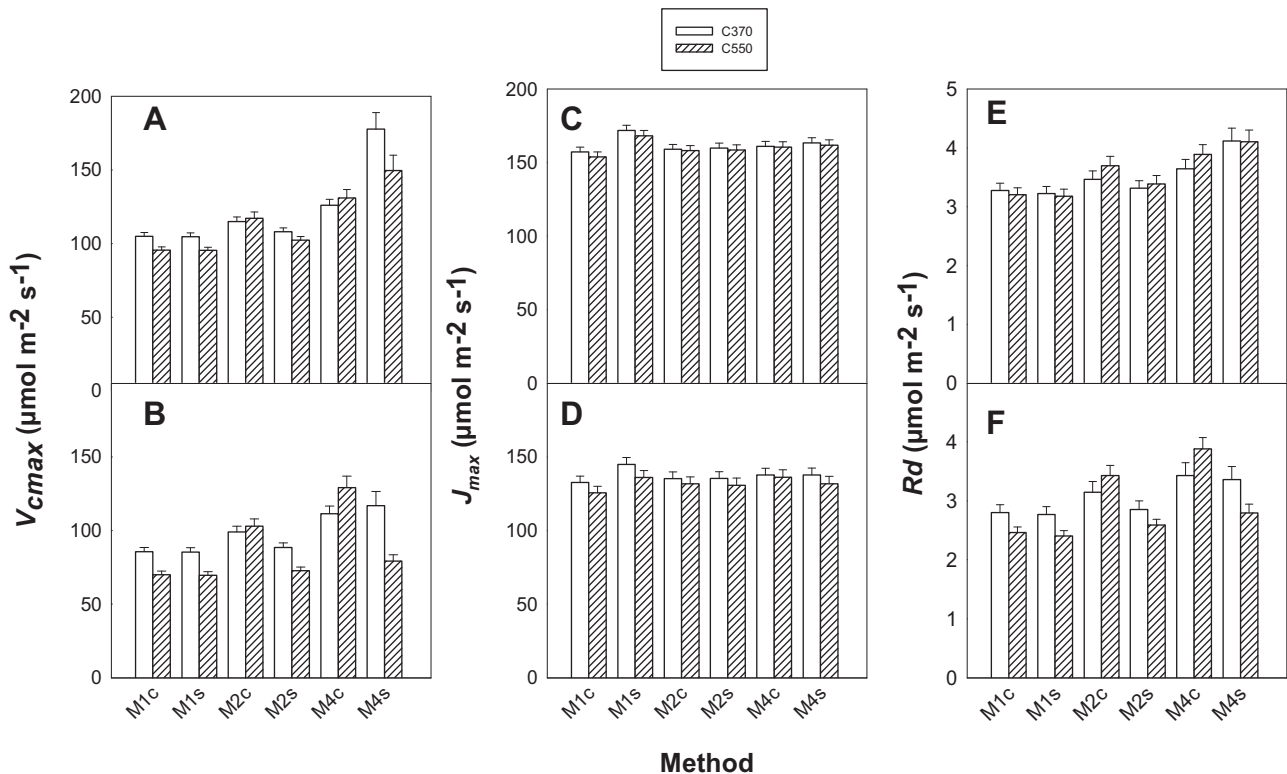 C370
C550
A
B
C
D
E
F
200
150
100
50
0
150
100
50
0
Vcmax (µmol m-2 s-1)
M1c
M1s
M2c
M2s
M4c
M4s
200
150
100
50
0
150
100
50
0
Jmax (µmol m-2 s-1)
M1c
M1s
M2c
M2s
M4c
M4s
5
4
3
2
1
0
4
3
2
1
0
Rd (µmol m-2 s-1)
M1c
M1s
M2c
M2s
M4c
M4s
Method